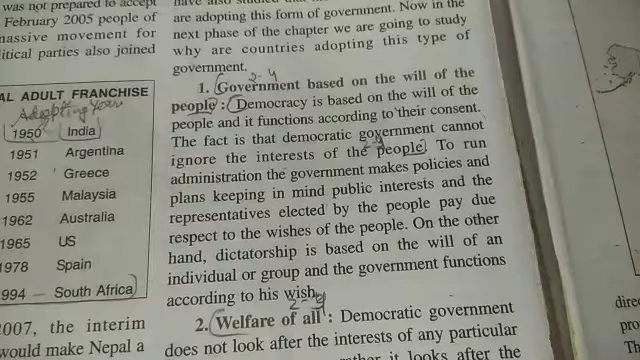 was not prepared to accept
February 2005 people of
massive movement for
itical parties also joined
AL ADULT FRANCHISE
Adopting Year
1950 India
1951 Argentina
1952 Greece
1955 Malaysia
1962 Australia
1965 US
1978 Spain
1994 South Africa
2007, the interim
would make Nepal a
are adopting this form of government. Now in the
next phase of the chapter we are going to study
why are countries adopting this type of
government.
1. Government based on the will of the
people : Democracy is based on the will of the
people and it functions according to their consent.
The fact is that democratic government cannot
ignore the interests of the people. To run
administration the government makes policies and
plans keeping in mind public interests and the
representatives elected by the people pay due
respect to the wishes of the people. On the other
hand, dictatorship is based on the will of an
individual or group and the government functions
according to his wish.
2. Welfare of all : Democratic government
does not look after the interests of any particular
it looks after the